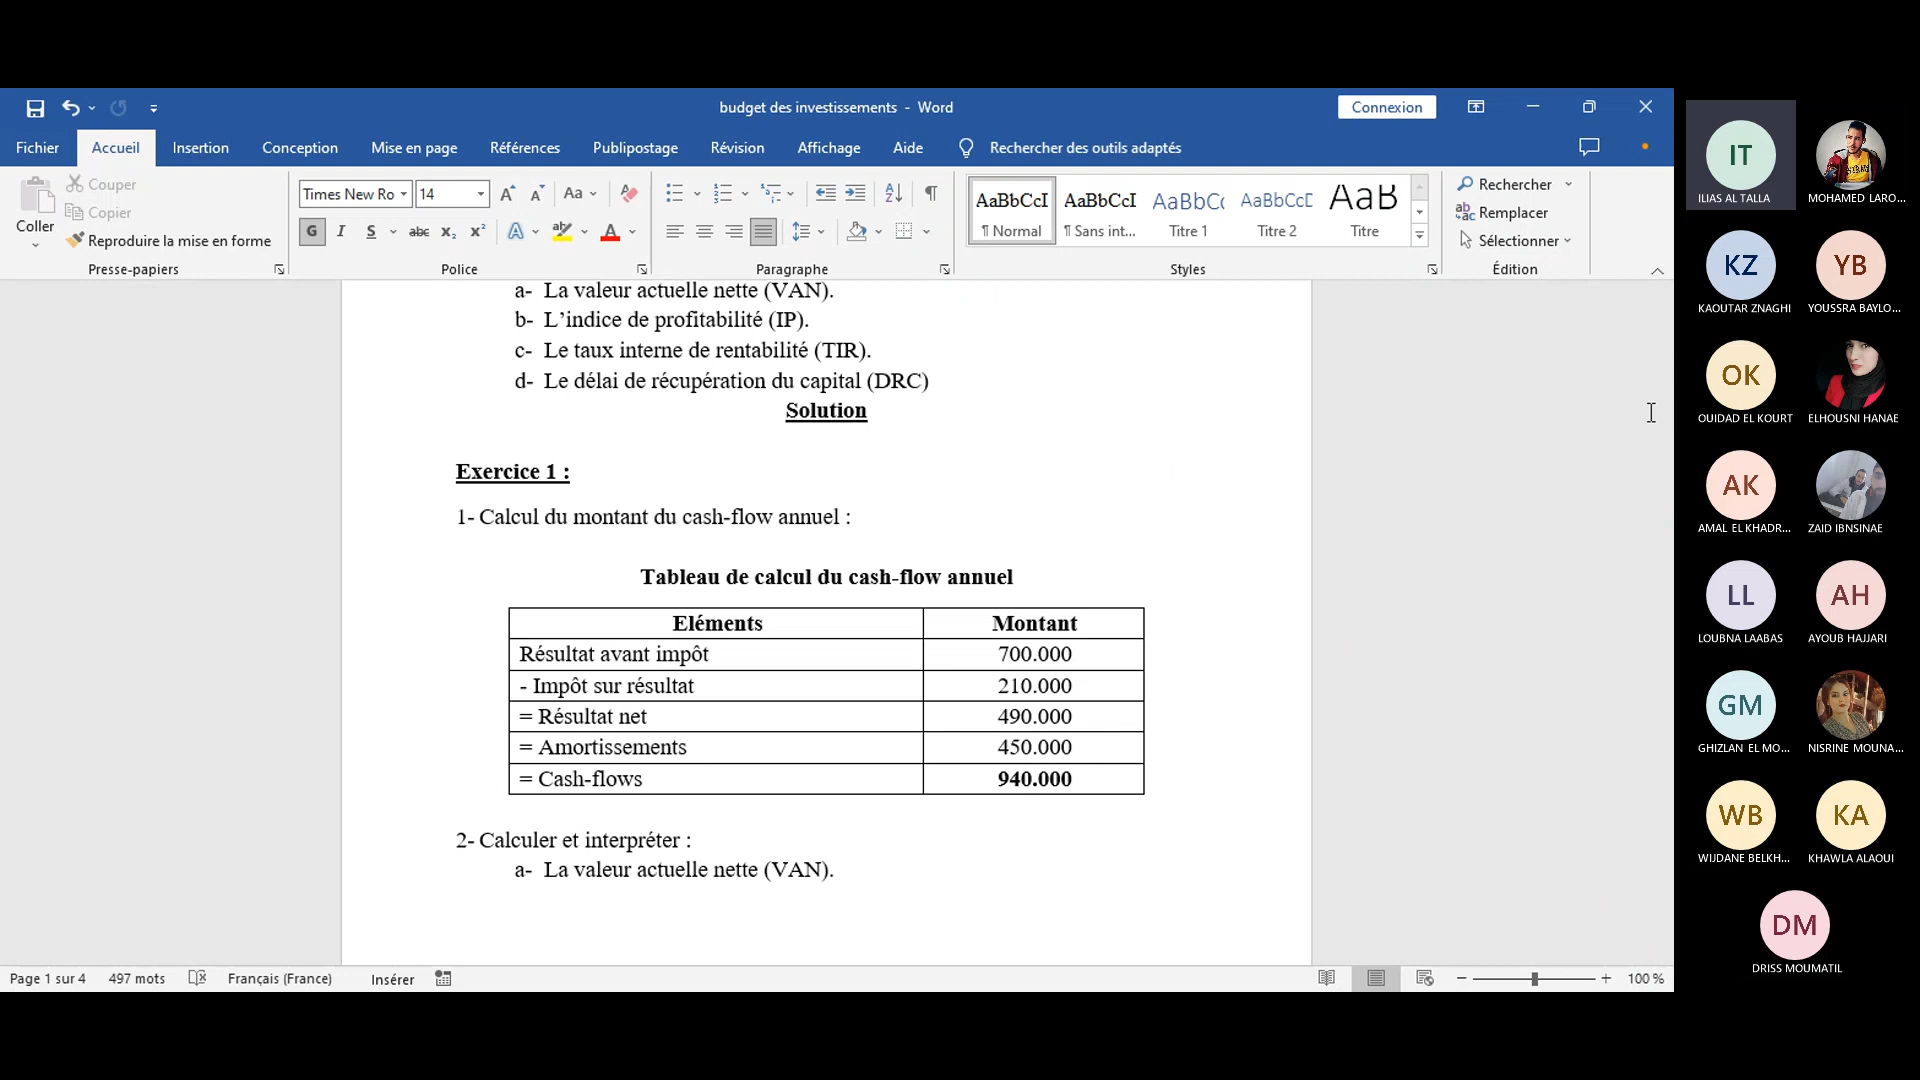 budget des investissements - Word
Connexion
Fichier Accueil Insertion Conception Mise en page Références Publipostage Révision Affichage Aide Rechercher des outils adaptés
Coller
Couper
Copier
Reproduire la mise en forme
Presse-papiers
Times New Ro 14
Aa
G I S abc x₂ x² A A
Police
Paragraphe
AaBbCcI AaBbCcI AaBbCc AaBbCcD AaB
¶ Normal ¶ Sans int... Titre 1 Titre 2 Titre
Styles
Rechercher
Remplacer
Sélectionner
Édition
a- La valeur actuelle nette (VAN).
b- L’indice de profitabilité (IP).
c- Le taux interne de rentabilité (TIR).
d- Le délai de récupération du capital (DRC)
Solution
Exercice 1 :
1- Calcul du montant du cash-flow annuel :
Tableau de calcul du cash-flow annuel
Eléments Montant
Résultat avant impôt 700.000
- Impôt sur résultat 210.000
= Résultat net 490.000
= Amortissements 450.000
= Cash-flows 940.000
2- Calculer et interpréter :
a- La valeur actuelle nette (VAN).
Page 1 sur 4 497 mots Français (France) Insérer 100 %
IT
ILIAS AL TALLA MOHAMED LARO...
KZ YB
KAOUTAR ZNAGHI YOUSSRA BAYLO...
OK
OUIDAD EL KOURT ELHOUSNI HANAE
AK
AMAL EL KHADR... ZAID IBNSINAE
LL AH
LOUBNA LAABAS AYOUB HAJJARI
GM
GHIZLAN EL MO... NISRINE MOUNA...
WB KA
WIJDANE BELKH... KHAWLA ALAOUI
DM
DRISS MOUMATIL